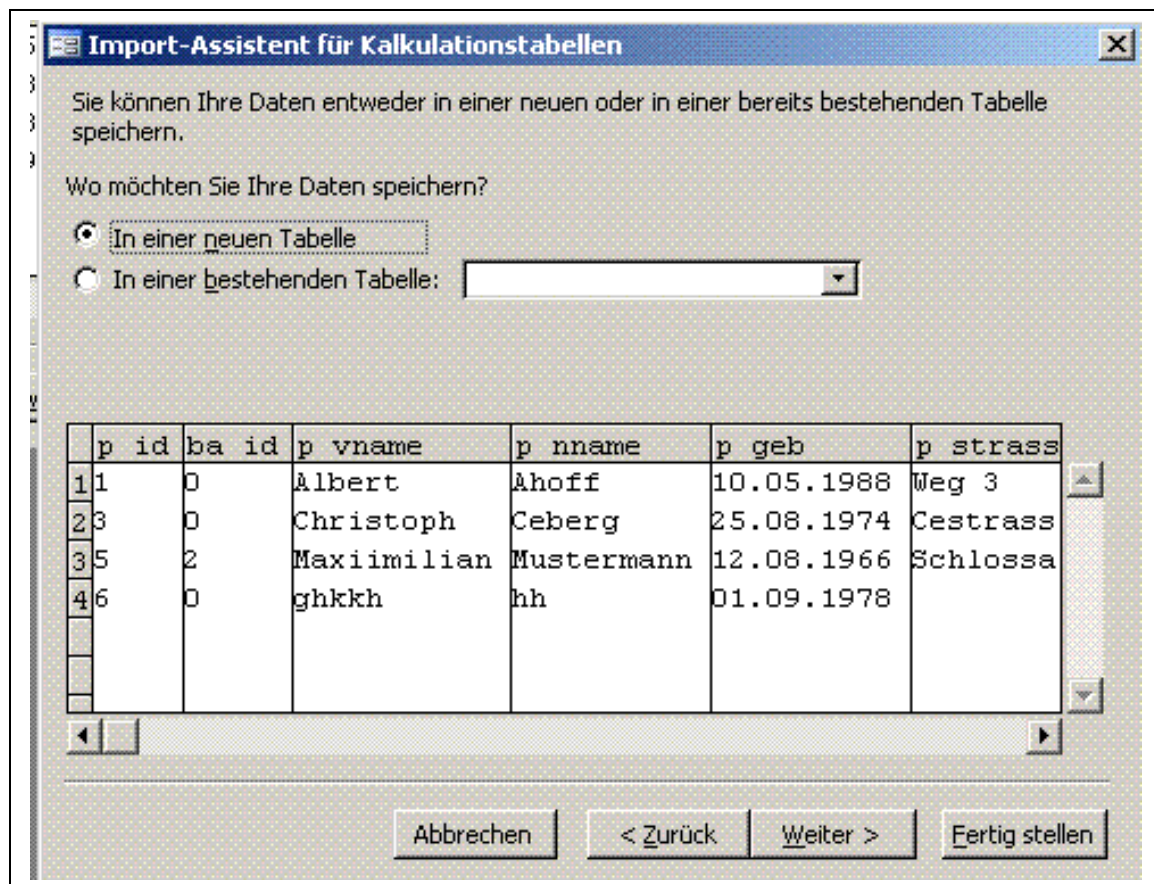 Import-Assistent für Kalkulationstabellen
Sie können Ihre Daten entweder in einer neuen oder in einer bereits bestehenden Tabelle
speichern.
Wo möchten Sie Ihre Daten speichern?
In einer neuen Tabelle
In einer bestehenden Tabelle:
p id ba id p vname p nname p geb p strass
1 1 0 Albert Ahoff 10.05.1988 Weg 3
2 3 0 Christoph Ceberg 25.08.1974 Cestrass
3 5 2 Maxiimilian Mustermann 12.08.1966 Schlossa
4 6 0 ghkkh hh 01.09.1978
Abbrechen < Zurück Weiter > Fertig stellen